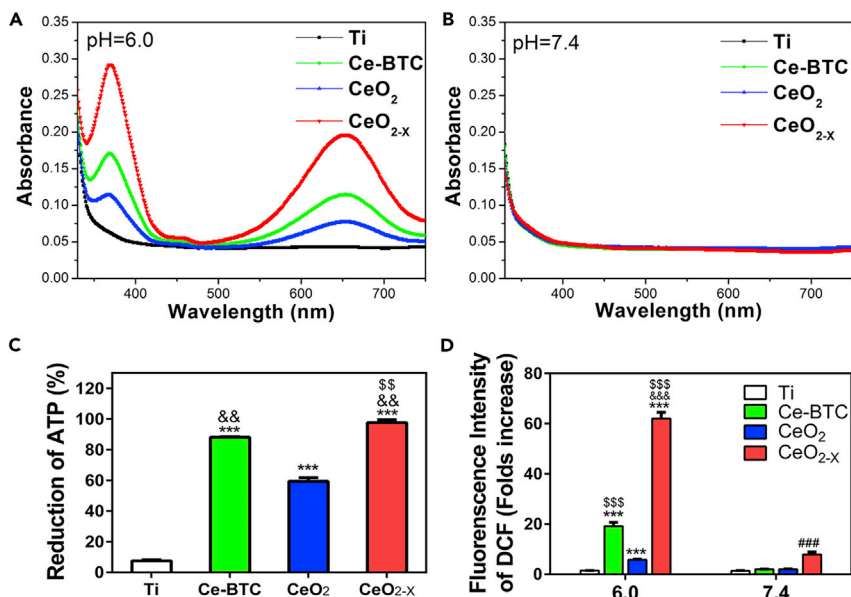 A
pH=6.0
Ti
Ce-BTC
CeO2
CeO2-X
0.35
0.30
0.25
0.20
0.15
0.10
0.05
0.00
Absorbance
400 500 600 700
Wavelength (nm)
B
pH=7.4
Ti
Ce-BTC
CeO2
CeO2-X
0.35
0.30
0.25
0.20
0.15
0.10
0.05
0.00
Absorbance
400 500 600 700
Wavelength (nm)
C
Reduction of ATP (%)
120
100
80
60
40
20
0
&&
***
***
$$
&&
***
Ti Ce-BTC CeO2 CeO2-X
D
Fluorescence Intensity
of DCF (Folds increase)
80
60
40
20
0
$$$
***
***
$$$
&&&
***
###
Ti
Ce-BTC
CeO2
CeO2-X
6.0 7.4